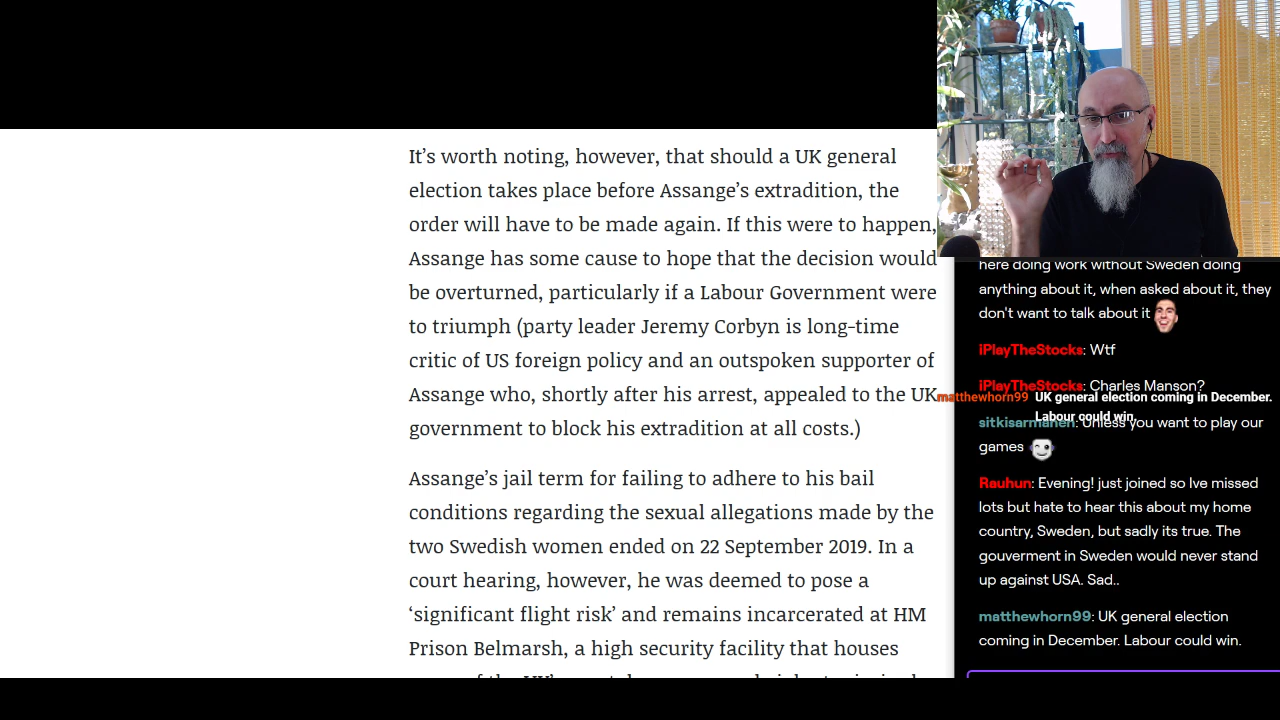 It’s worth noting, however, that should a UK general
election takes place before Assange’s extradition, the
order will have to be made again. If this were to happen,
Assange has some cause to hope that the decision would
be overturned, particularly if a Labour Government were
to triumph (party leader Jeremy Corbyn is long-time
critic of US foreign policy and an outspoken supporter of
Assange who, shortly after his arrest, appealed to the UK
government to block his extradition at all costs.)
Assange’s jail term for failing to adhere to his bail
conditions regarding the sexual allegations made by the
two Swedish women ended on 22 September 2019. In a
court hearing, however, he was deemed to pose a
‘significant flight risk’ and remains incarcerated at HM
Prison Belmarsh, a high security facility that houses
here doing work without Sweden doing
anything about it, when asked about it, they
don't want to talk about it
iPlayTheStocks: Wtf
iPlayTheStocks: Charles Manson?
matthewhorn99 UK general election coming in December.
Labour could win.
sitkisarmanen: Unless you want to play our
games
Rauhun: Evening! just joined so Ive missed
lots but hate to hear this about my home
country, Sweden, but sadly its true. The
gouverment in Sweden would never stand
up against USA. Sad..
matthewhorn99: UK general election
coming in December. Labour could win.